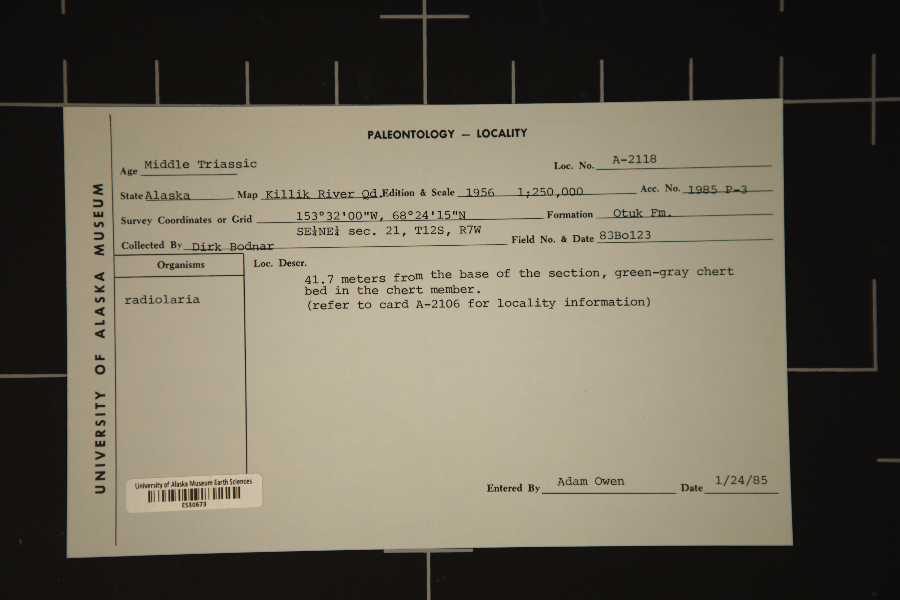 PALEONTOLOGY — LOCALITY
Age Middle Triassic Loc. No. A-2118
State Alaska Map Killik River Qd. Edition & Scale 1956 1;250,000 Acc. No. 1985 P-3
Survey Coordinates or Grid 153°32'00"W, 68°24'15"N Formation Otuk Fm.
SE¼NE¼ sec. 21, T12S, R7W
Collected By Dirk Bodnar Field No. & Date 83Bo123
Organisms Loc. Descr.
radiolaria
41.7 meters from the base of the section, green-gray chert
bed in the chert member.
(refer to card A-2106 for locality information)
Entered By Adam Owen Date 1/24/85
UNIVERSITY OF ALASKA MUSEUM
University of Alaska Museum Earth Sciences
ES30673